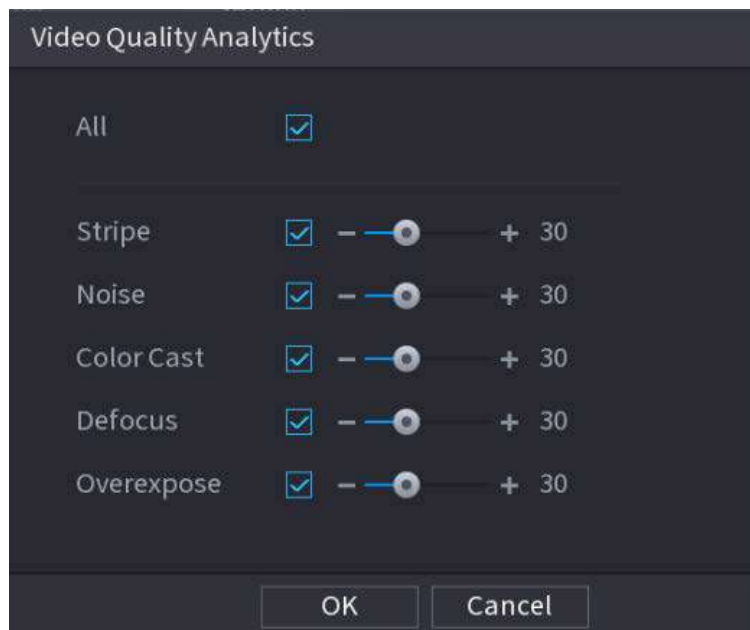 Video Quality Analytics
All
Stripe - + 30
Noise - + 30
Color Cast - + 30
Defocus - + 30
Overexpose - + 30
OK Cancel